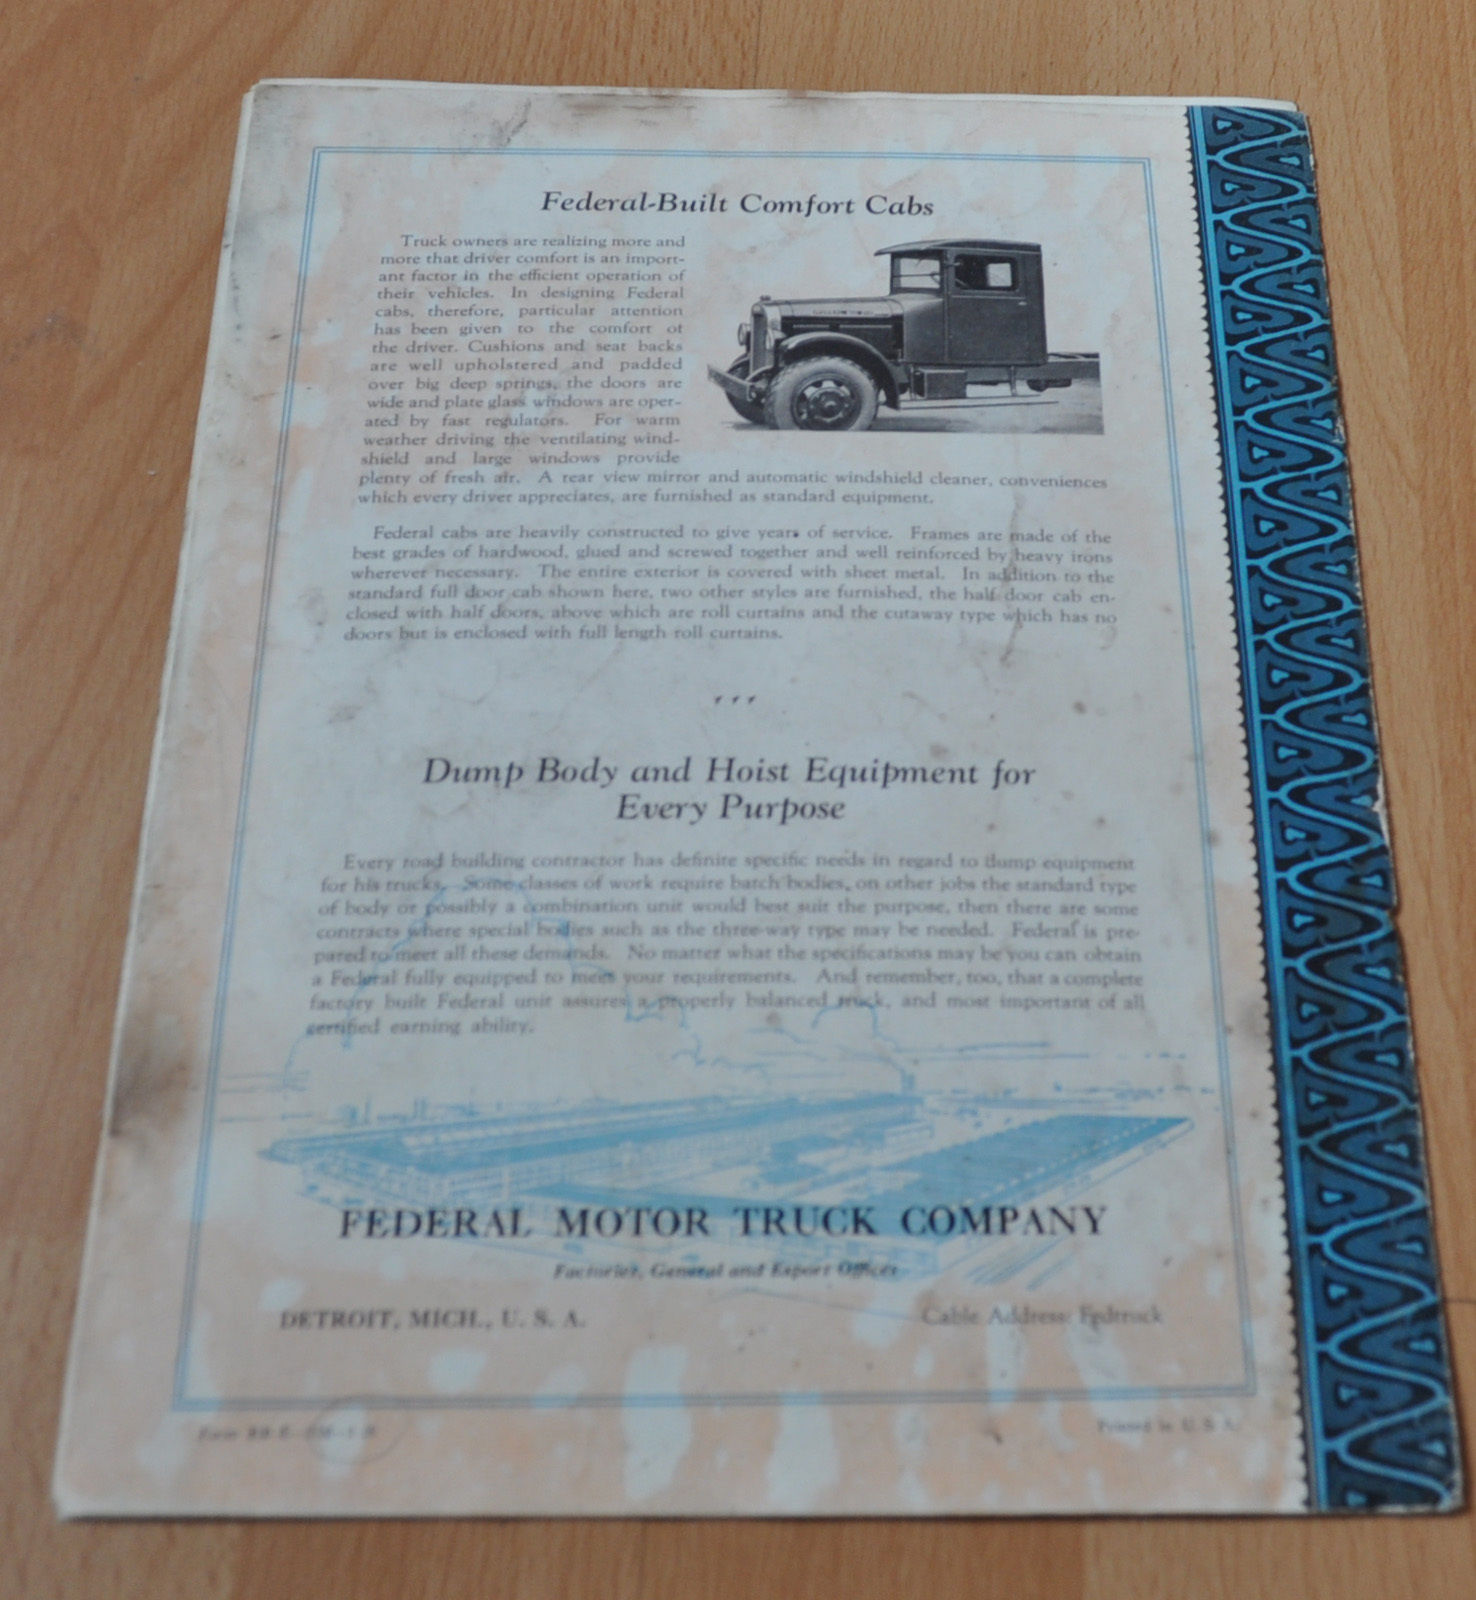 Federal-Built Comfort Cabs
Truck owners are realizing more and
more that driver comfort is an import-
ant factor in the efficient operation of
their vehicles. In designing Federal
cabs, therefore, particular attention
has been given to the comfort of
the driver. Cushions and seat backs
are well upholstered and padded
over big deep springs, the doors are
wide and plate glass windows are oper-
ated by fast regulators. For warm
weather driving the ventilating wind-
shield and large windows provide
plenty of fresh air. A rear view mirror and automatic windshield cleaner, conveniences
which every driver appreciates, are furnished as standard equipment.
Federal cabs are heavily constructed to give years of service. Frames are made of the
best grades of hardwood, glued and screwed together and well reinforced by heavy irons
wherever necessary. The entire exterior is covered with sheet metal. In addition to the
standard full door cab shown here, two other styles are furnished, the half door cab en-
closed with half doors, above which are roll curtains and the cutaway type which has no
doors but is enclosed with full length roll curtains.
Dump Body and Hoist Equipment for
Every Purpose
Every road building contractor has definite specific needs in regard to dump equipment
for his trucks. Some classes of work require batch bodies, on other jobs the standard type
of body or possibly a combination unit would best suit the purpose, then there are some
contracts where special bodies such as the three-way type may be needed. Federal is pre-
pared to meet all these demands. No matter what the specifications may be you can obtain
a Federal fully equipped to meet your requirements. And remember, too, that a complete
factory built Federal unit assures a properly balanced truck, and most important of all
certified earning ability.
FEDERAL MOTOR TRUCK COMPANY
Factories, General and Export Offices
DETROIT, MICH., U. S. A.
Cable Address: Fedtruck
Form
Printed in U. S. A.